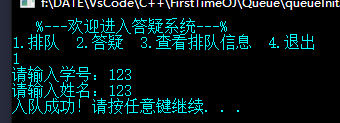 f:\DATE\VsCode\C++\FirstTimeOJ\Queue\queueInit
%---欢迎进入答疑系统---%
1.排队 2.答疑 3.查看排队信息 4.退出
1
请输入学号：123
请输入姓名：123
入队成功！请按任意键继续. . .